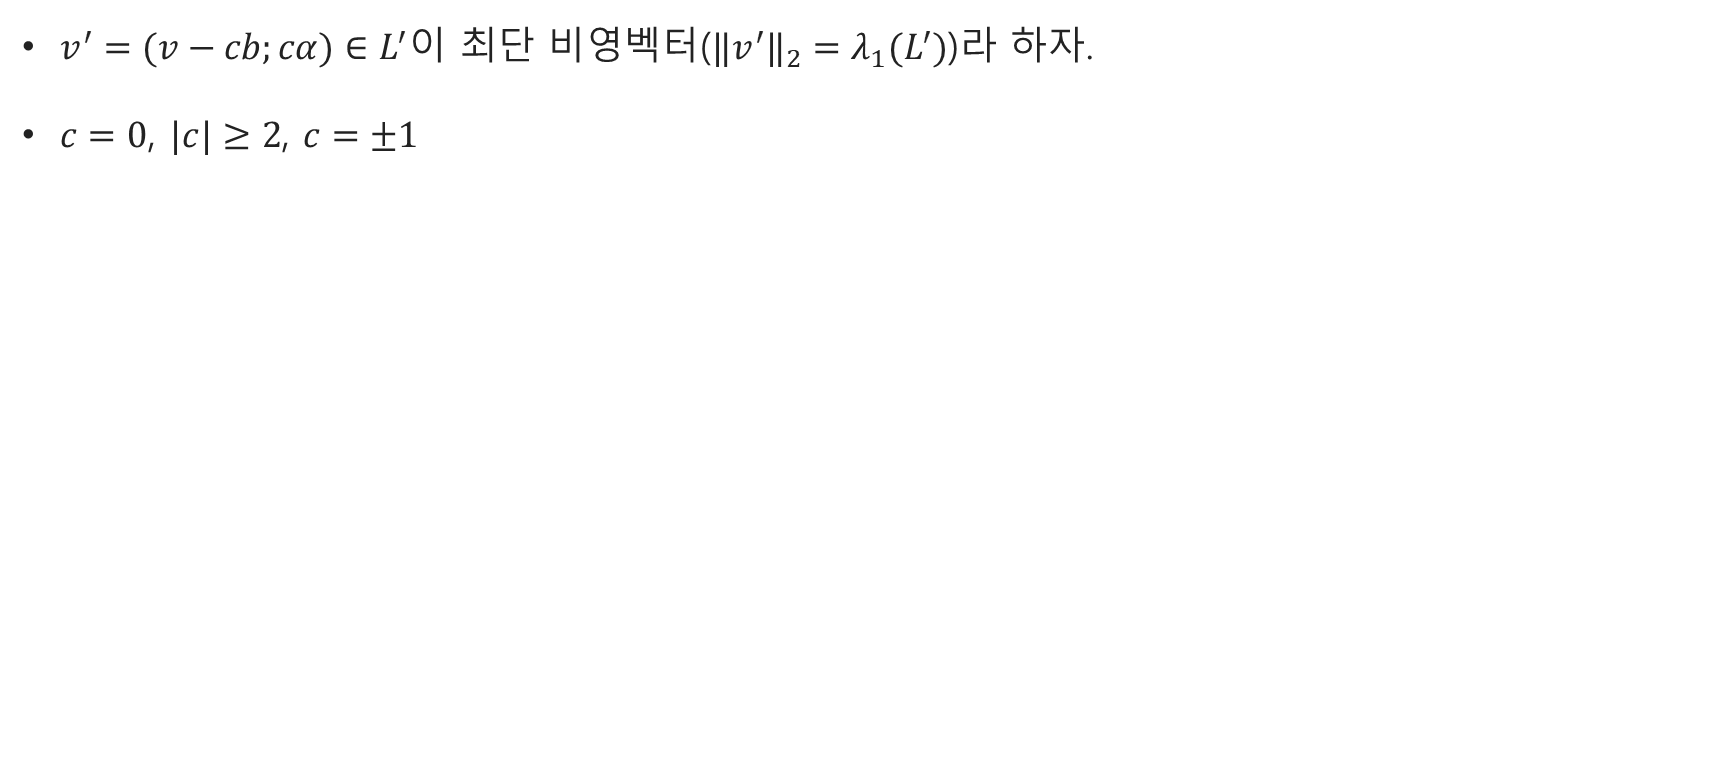 • v′ = (v − cb; cα) ∈ L′이 최단 비영벡터(‖v′‖₂ = λ₁(L′))라 하자.
• c = 0, |c| ≥ 2, c = ±1